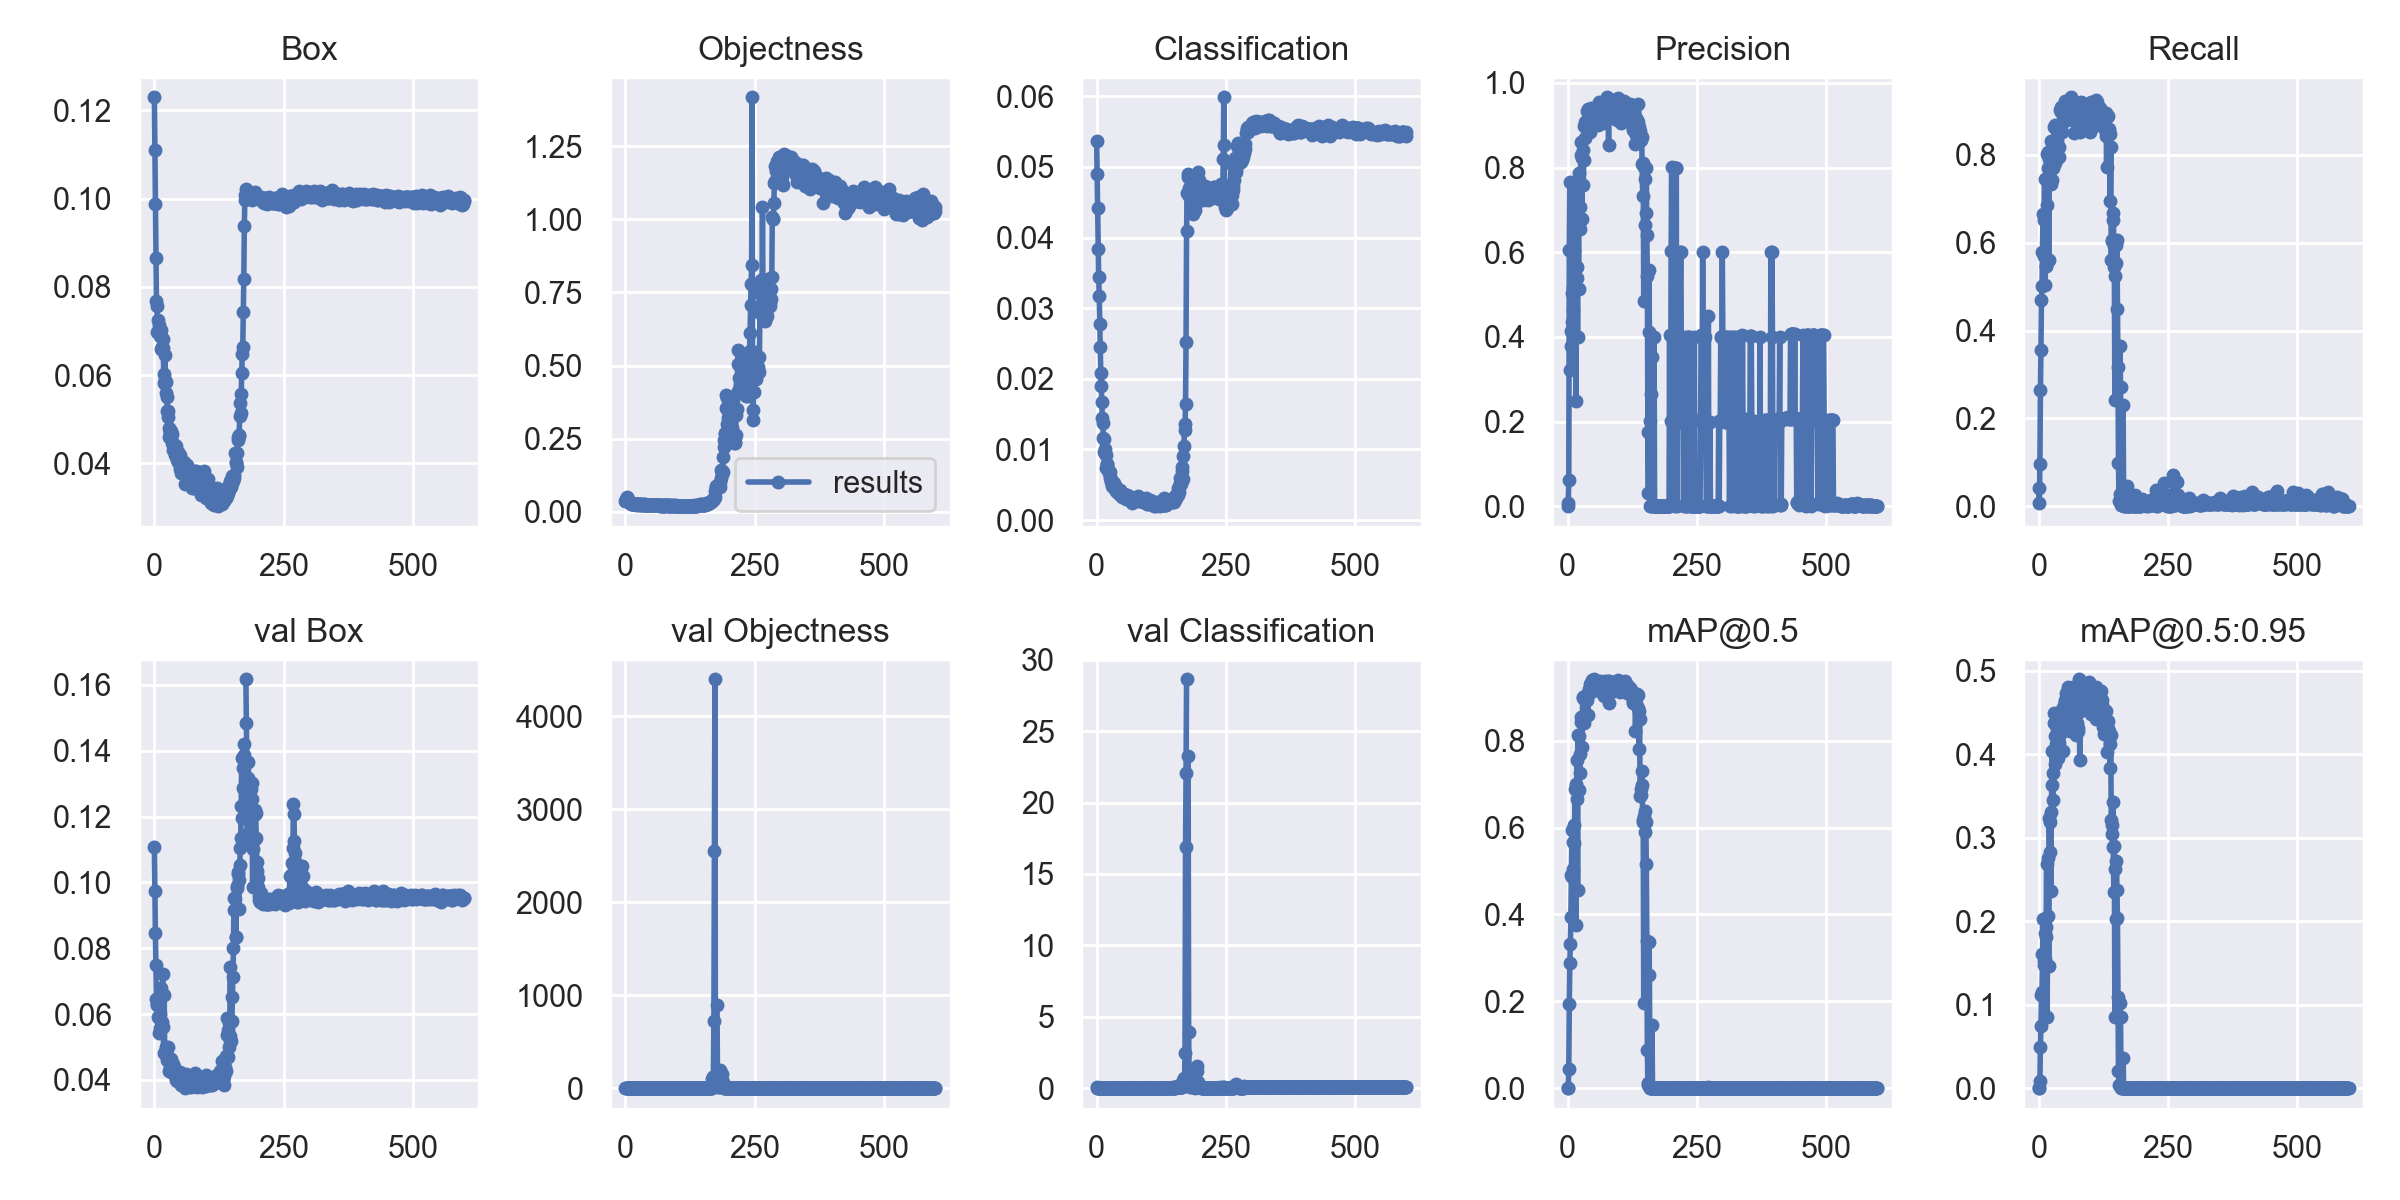 Box
Objectness
Classification
Precision
Recall
0.12
0.10
0.08
0.06
0.04
0 250 500
1.25
1.00
0.75
0.50
0.25
0.00
results
0 250 500
0.06
0.05
0.04
0.03
0.02
0.01
0.00
0 250 500
1.0
0.8
0.6
0.4
0.2
0.0
0 250 500
0.8
0.6
0.4
0.2
0.0
0 250 500
val Box
val Objectness
val Classification
mAP@0.5
mAP@0.5:0.95
0.16
0.14
0.12
0.10
0.08
0.06
0.04
0 250 500
4000
3000
2000
1000
0
0 250 500
30
25
20
15
10
5
0
0 250 500
0.8
0.6
0.4
0.2
0.0
0 250 500
0.5
0.4
0.3
0.2
0.1
0.0
0 250 500